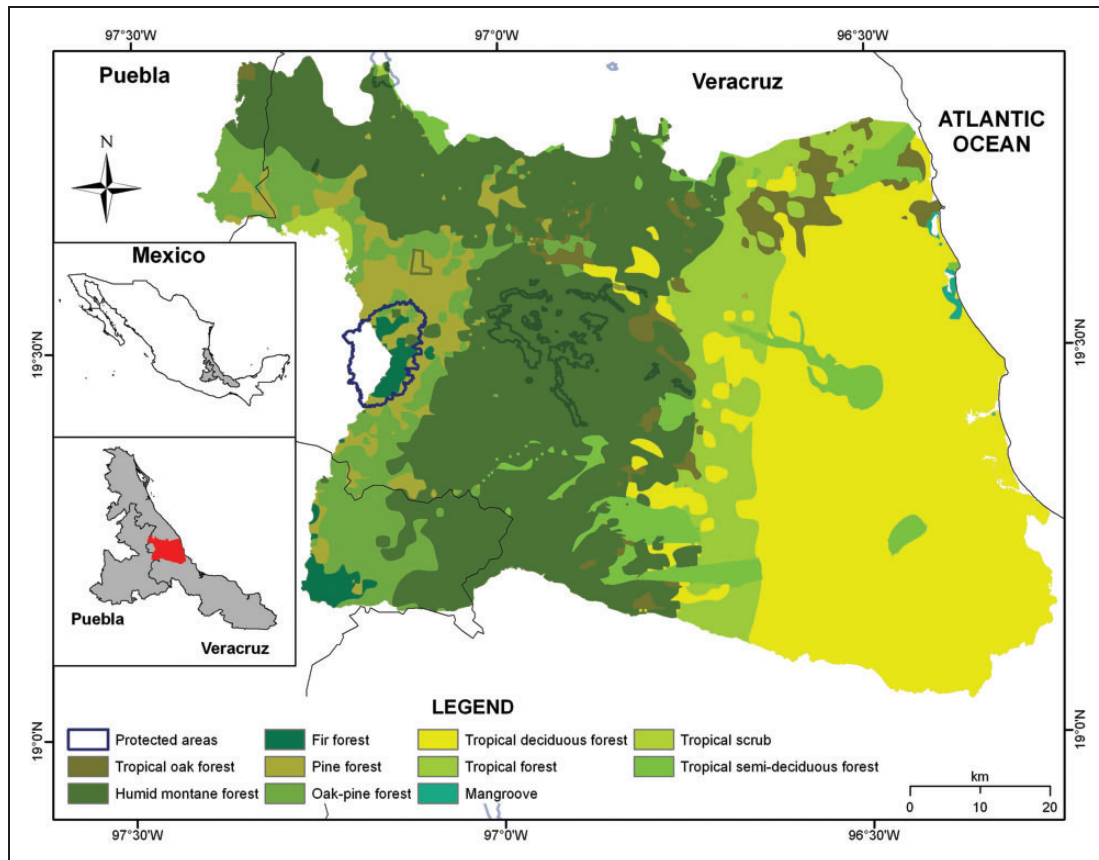 97°30'W
97°0'W
96°30'W
Puebla
Veracruz
ATLANTIC
OCEAN
N
Mexico
19°30'N
19°30'N
Puebla
Veracruz
19°0'N
19°0'N
LEGEND
Protected areas
Fir forest
Tropical deciduous forest
Tropical scrub
Tropical oak forest
Pine forest
Tropical forest
Tropical semi-deciduous forest
Humid montane forest
Oak-pine forest
Mangroove
km
0 10 20
97°30'W
97°0'W
96°30'W